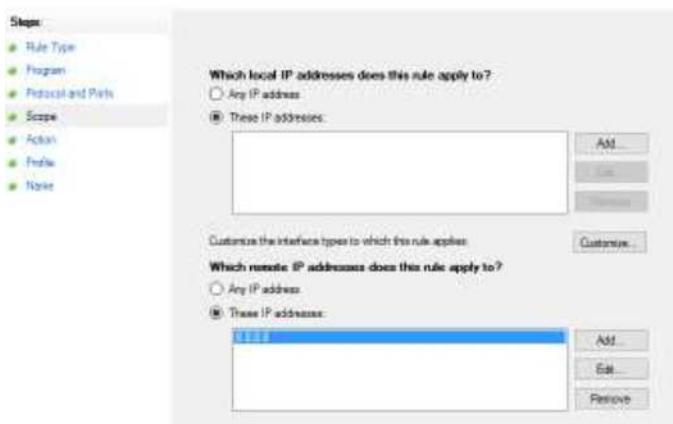 Steps:
Rule Type
Program
Protocol and Ports
Scope
Action
Profile
Name
Which local IP addresses does this rule apply to?
Any IP address
These IP addresses:
Add...
Edit...
Remove
Customize the interface types to which this rule applies:
Customize...
Which remote IP addresses does this rule apply to?
Any IP address
These IP addresses:
Add...
Edit...
Remove